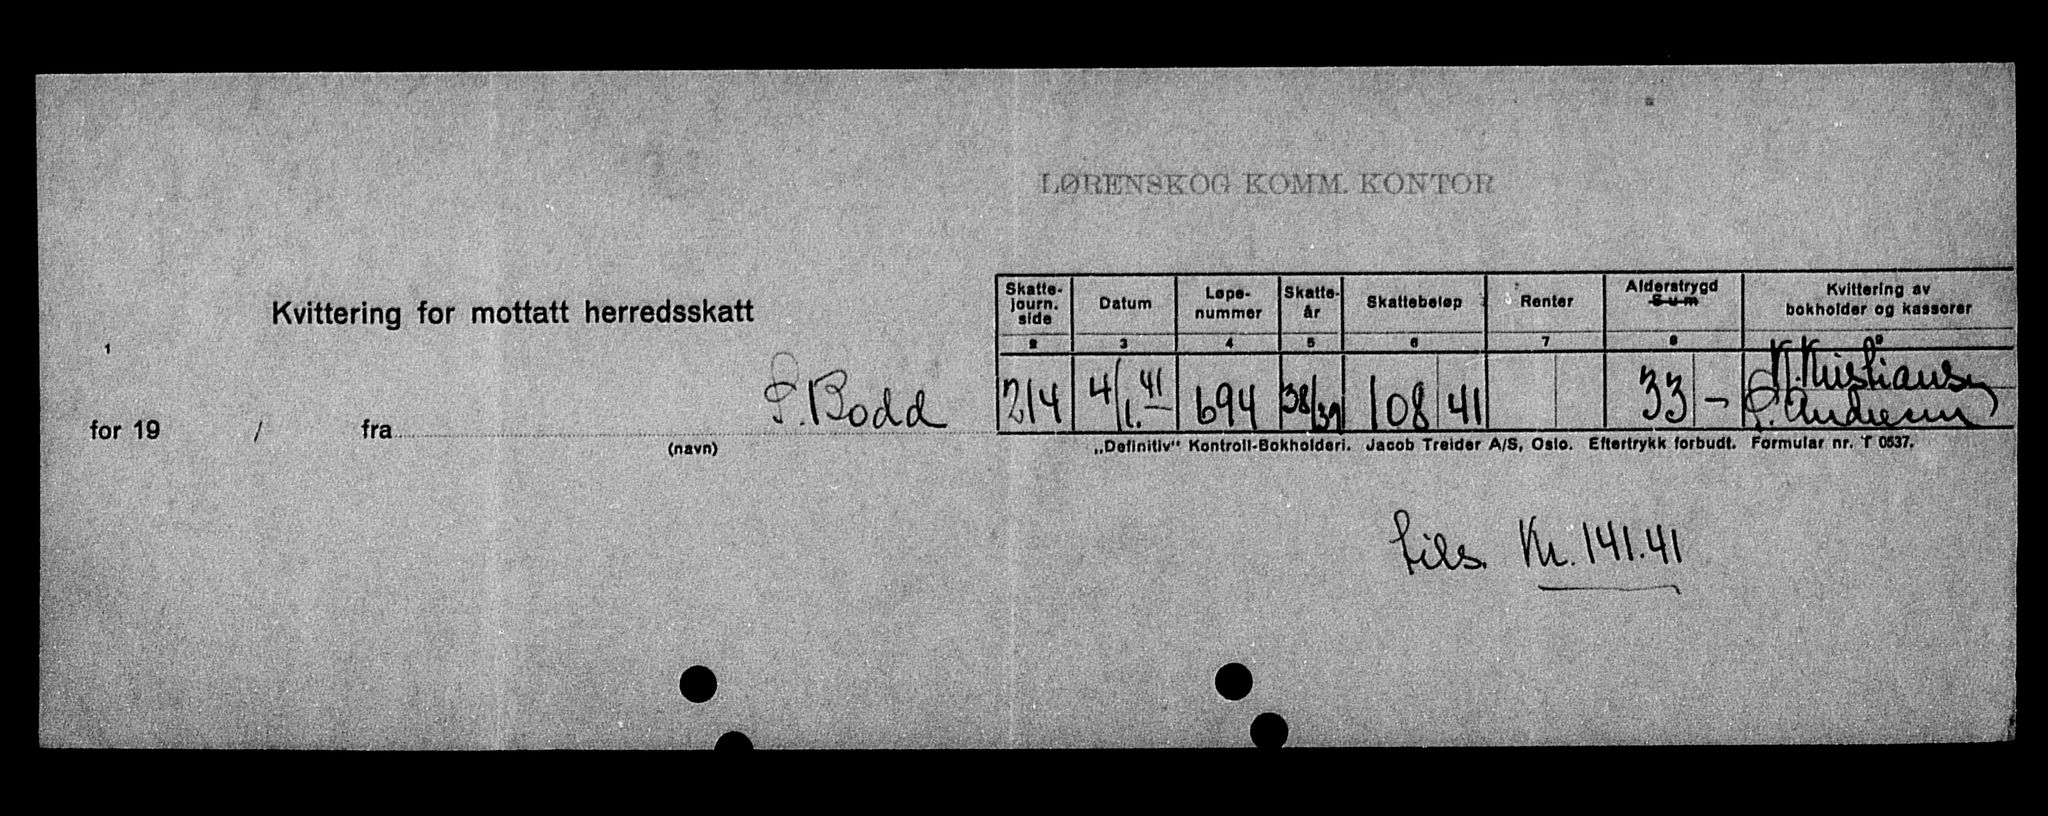 LØRENSKOG KOMM. KONTOR
Kvittering for mottatt herredsskatt
1
for 19 / fra S. Bodd
(navn)
Skatte-journ. side | Datum | Løpe-nummer | Skatte-år | Skattebeløp | Renter | Alderstrygd Sum | Kvittering av bokholder og kasserer
2 | 3 | 4 | 5 | 6 | 7 | 8 | 9
214 | 4/1. 41 | 694 | 38/39 | 108 | 41 | | 33 | - | K. Kristiansen
„Definitiv" Kontroll-Bokholderi. Jacob Treider A/S, Oslo. Eftertrykk forbudt. Formular nr. T 0537.
tils. Kr. 141.41